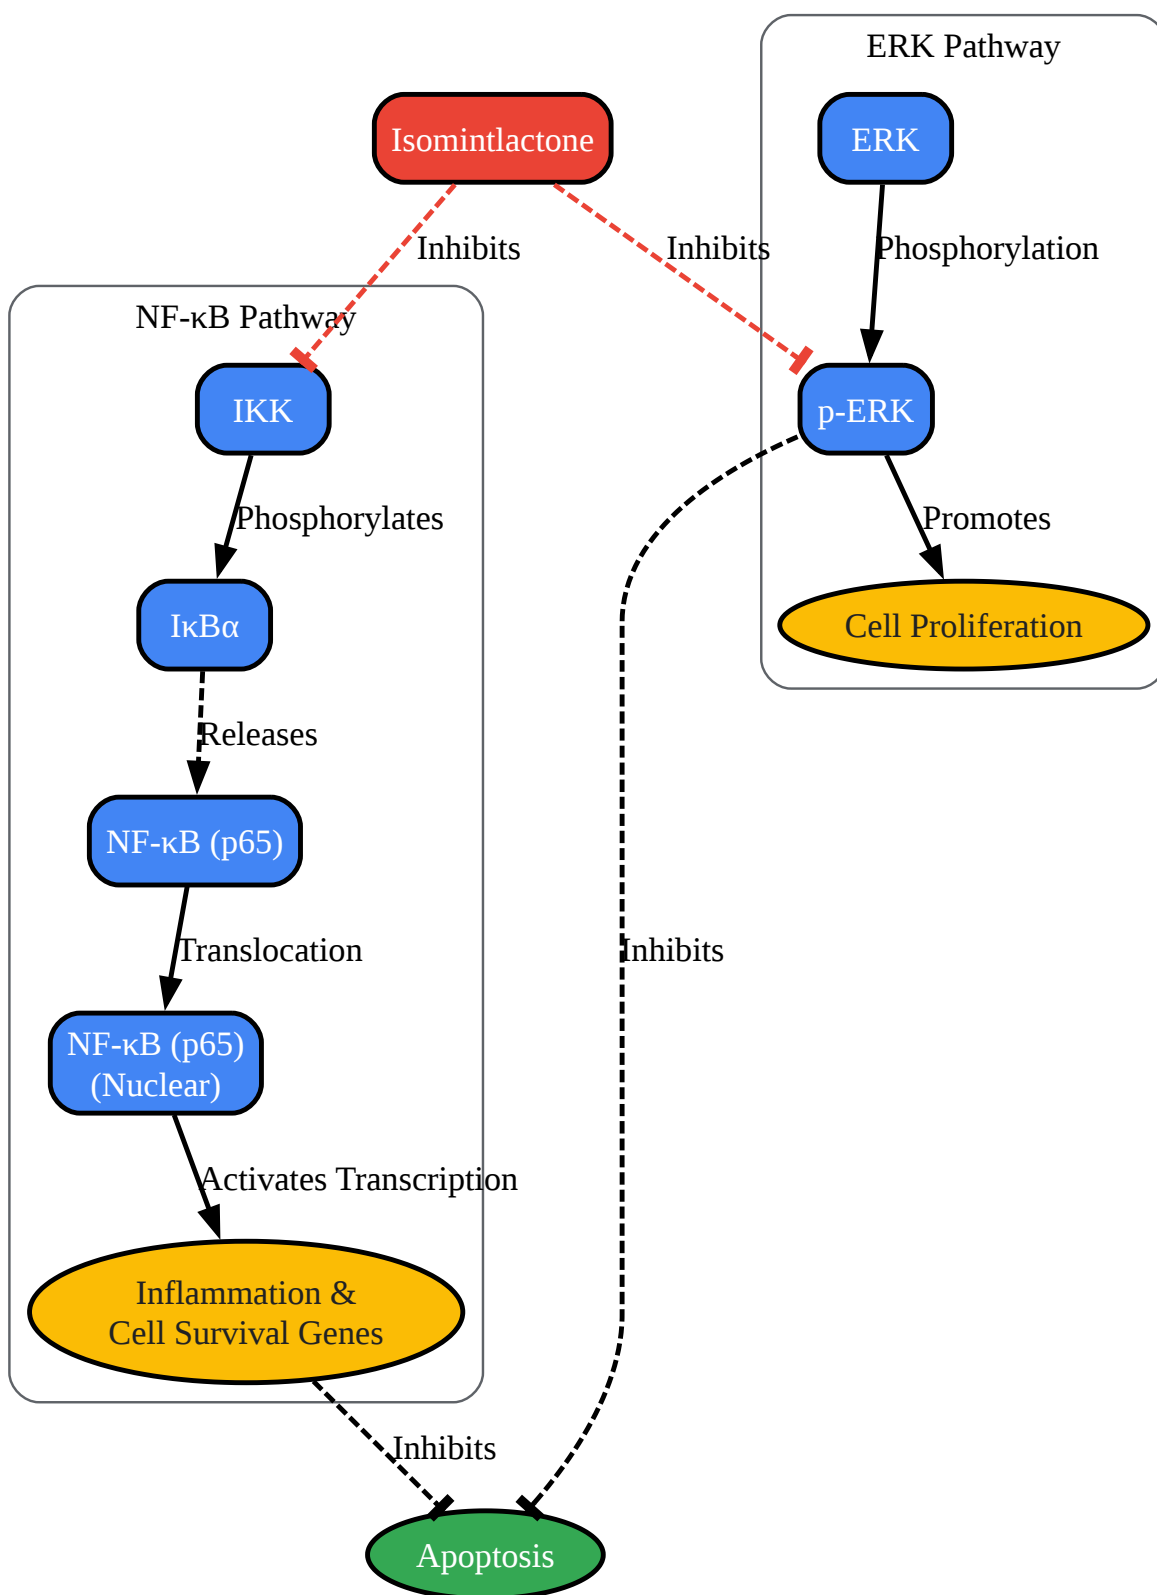 ERK Pathway
Isomintlactone
ERK
Inhibits
Inhibits
Phosphorylation
NF-κB Pathway
IKK
p-ERK
Phosphorylates
Promotes
IκBα
Cell Proliferation
Releases
NF-κB (p65)
Translocation
Inhibits
NF-κB (p65)
(Nuclear)
Activates Transcription
Inflammation &
Cell Survival Genes
Inhibits
Apoptosis